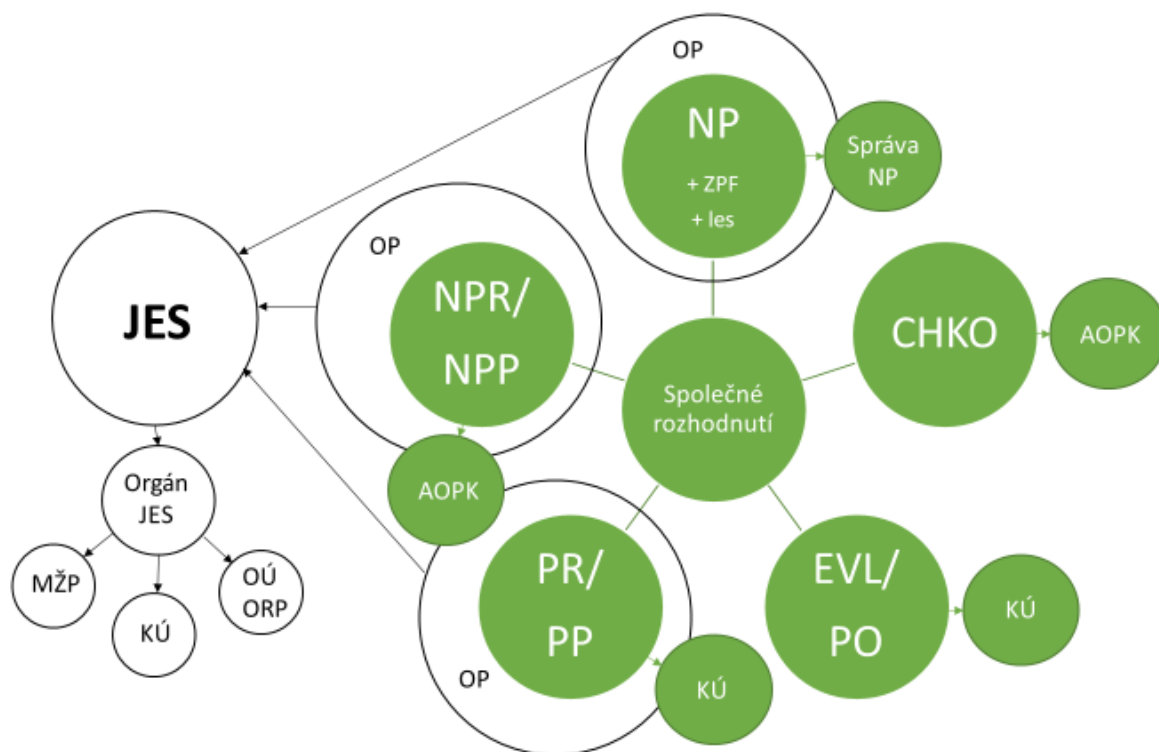 OP
NP
+ ZPF
+ les
Správa
NP
OP
NPR/
NPP
JES
CHKO
AOPK
Společné
rozhodnutí
AOPK
Orgán
JES
MŽP
KÚ
OÚ
ORP
PR/
PP
OP
KÚ
EVL/
PO
KÚ